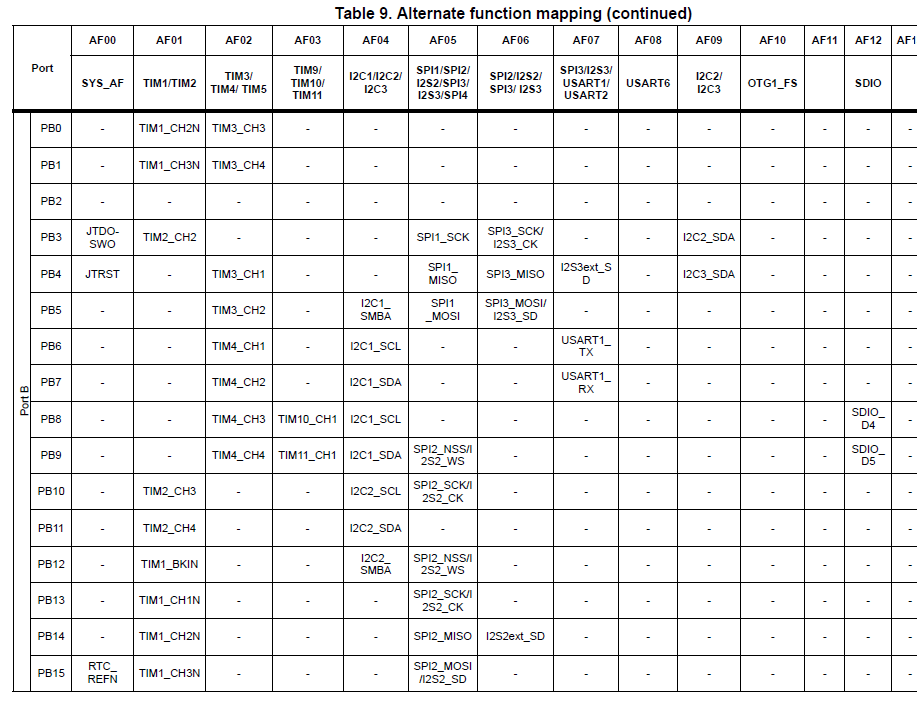 Table 9. Alternate function mapping (continued)
Port AF00 AF01 AF02 AF03 AF04 AF05 AF06 AF07 AF08 AF09 AF10 AF11 AF12 AF1
SYS_AF TIM1/TIM2 TIM3/ TIM4/ TIM5 TIM9/ TIM10/ TIM11 I2C1/I2C2/ I2C3 SPI1/SPI2/ I2S2/SPI3/ I2S3/SPI4 SPI2/I2S2/ SPI3/ I2S3 SPI3/I2S3/ USART1/ USART2 USART6 I2C2/ I2C3 OTG1_FS SDIO
Port B
PB0 - TIM1_CH2N TIM3_CH3 - - - - - - - - - - -
PB1 - TIM1_CH3N TIM3_CH4 - - - - - - - - - - -
PB2 - - - - - - - - - - - - - -
PB3 JTDO- SWO TIM2_CH2 - - - SPI1_SCK SPI3_SCK/ I2S3_CK - - I2C2_SDA - - - -
PB4 JTRST - TIM3_CH1 - - SPI1_ MISO SPI3_MISO I2S3ext_S D - I2C3_SDA - - - -
PB5 - - TIM3_CH2 - I2C1_ SMBA SPI1 _MOSI SPI3_MOSI/ I2S3_SD - - - - - - -
PB6 - - TIM4_CH1 - I2C1_SCL - - USART1_ TX - - - - - -
PB7 - - TIM4_CH2 - I2C1_SDA - - USART1_ RX - - - - - -
PB8 - - TIM4_CH3 TIM10_CH1 I2C1_SCL - - - - - - - SDIO_ D4 -
PB9 - - TIM4_CH4 TIM11_CH1 I2C1_SDA SPI2_NSS/I 2S2_WS - - - - - - SDIO_ D5 -
PB10 - TIM2_CH3 - - I2C2_SCL SPI2_SCK/I 2S2_CK - - - - - - - -
PB11 - TIM2_CH4 - - I2C2_SDA - - - - - - - - -
PB12 - TIM1_BKIN - - I2C2_ SMBA SPI2_NSS/I 2S2_WS - - - - - - - -
PB13 - TIM1_CH1N - - - SPI2_SCK/I 2S2_CK - - - - - - - -
PB14 - TIM1_CH2N - - - SPI2_MISO I2S2ext_SD - - - - - - -
PB15 RTC_ REFN TIM1_CH3N - - - SPI2_MOSI /I2S2_SD - - - - - - - -